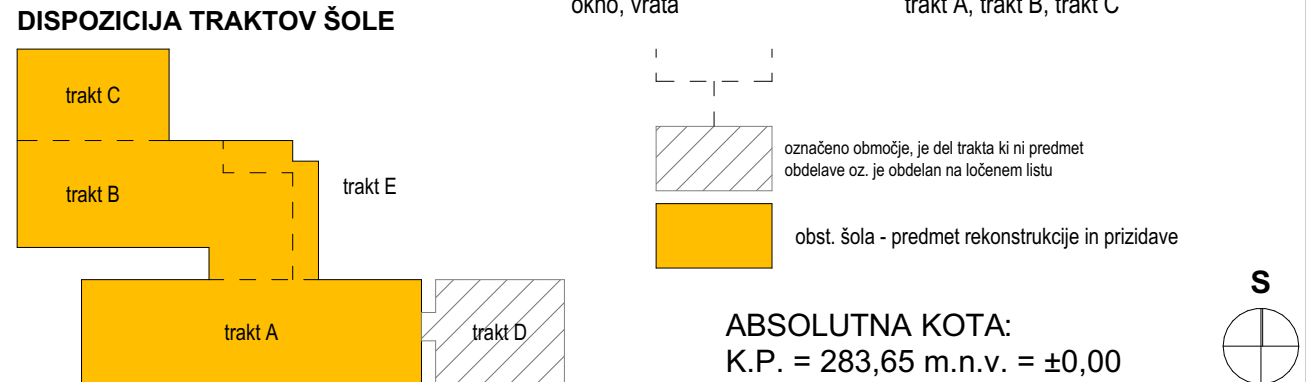 okno, vrata
trakt A, trakt B, trakt C
DISPOZICIJA TRAKTOV ŠOLE
trakt C
trakt B
trakt E
trakt A
trakt D
označeno območje, je del trakta ki ni predmet
obdelave oz. je obdelan na ločenem listu
obst. šola - predmet rekonstrukcije in prizidave
S
ABSOLUTNA KOTA:
K.P. = 283,65 m.n.v. = ±0,00